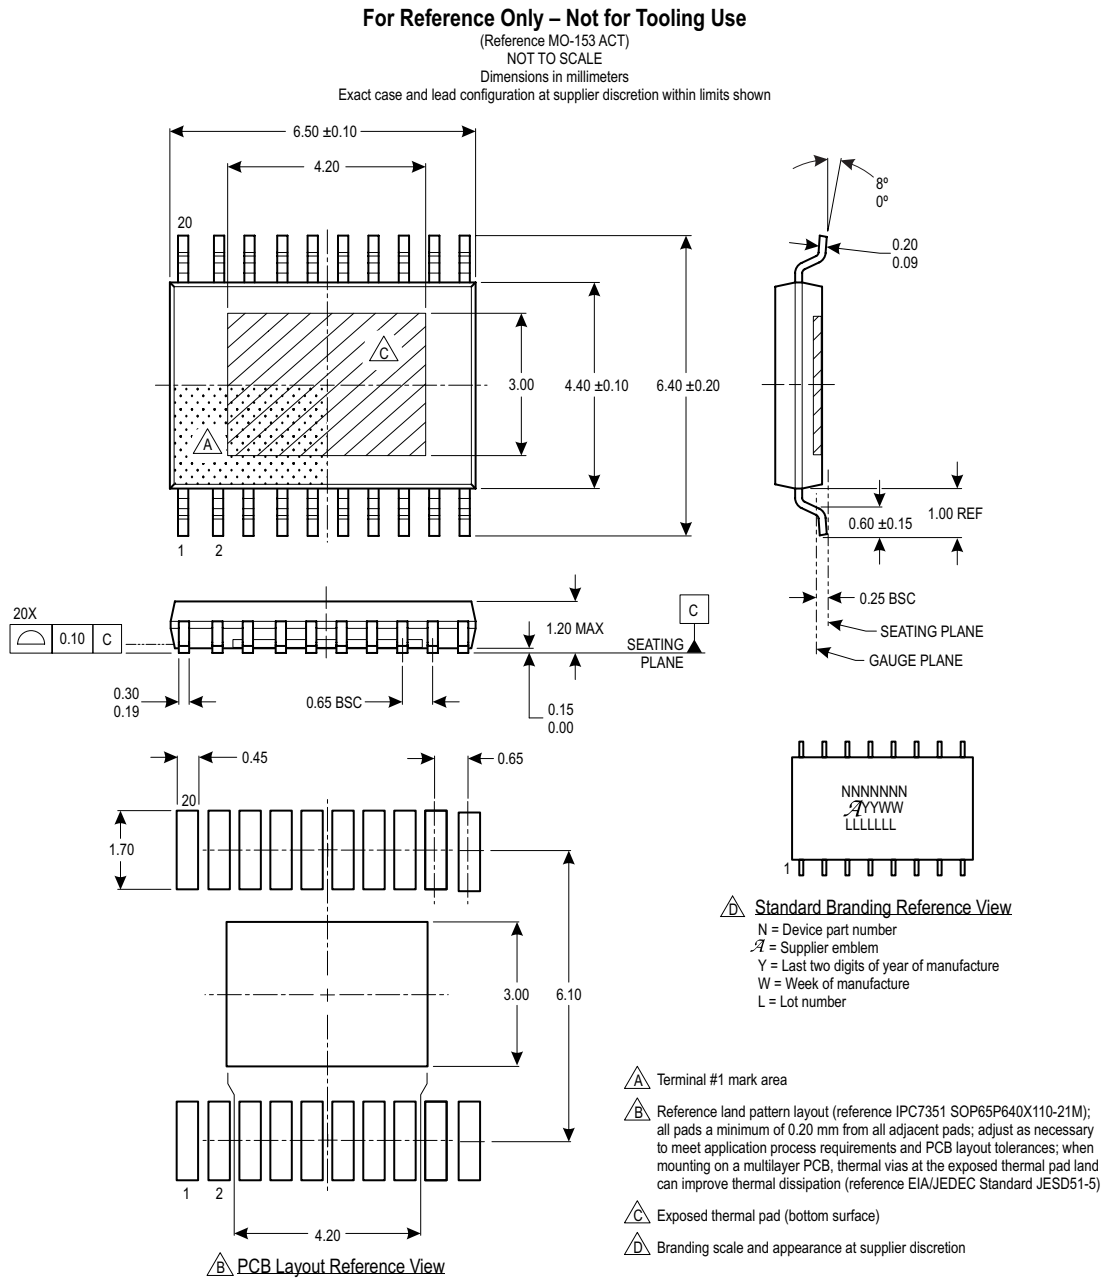 For Reference Only – Not for Tooling Use
(Reference MO-153 ACT)
NOT TO SCALE
Dimensions in millimeters
Exact case and lead configuration at supplier discretion within limits shown
6.50 ±0.10
4.20
20
C
3.00
4.40 ±0.10
6.40 ±0.20
A
1
2
8º
0º
0.20
0.09
0.60 ±0.15
1.00 REF
0.25 BSC
SEATING PLANE
GAUGE PLANE
20X
0.10
C
1.20 MAX
C
SEATING
PLANE
0.30
0.19
0.65 BSC
0.15
0.00
0.45
0.65
20
1.70
3.00
6.10
1
2
4.20
B PCB Layout Reference View
NNNNNNN
AYYWW
LLLLLLL
1
D Standard Branding Reference View
N = Device part number
A = Supplier emblem
Y = Last two digits of year of manufacture
W = Week of manufacture
L = Lot number
A Terminal #1 mark area
B Reference land pattern layout (reference IPC7351 SOP65P640X110-21M);
all pads a minimum of 0.20 mm from all adjacent pads; adjust as necessary
to meet application process requirements and PCB layout tolerances; when
mounting on a multilayer PCB, thermal vias at the exposed thermal pad land
can improve thermal dissipation (reference EIA/JEDEC Standard JESD51-5)
C Exposed thermal pad (bottom surface)
D Branding scale and appearance at supplier discretion